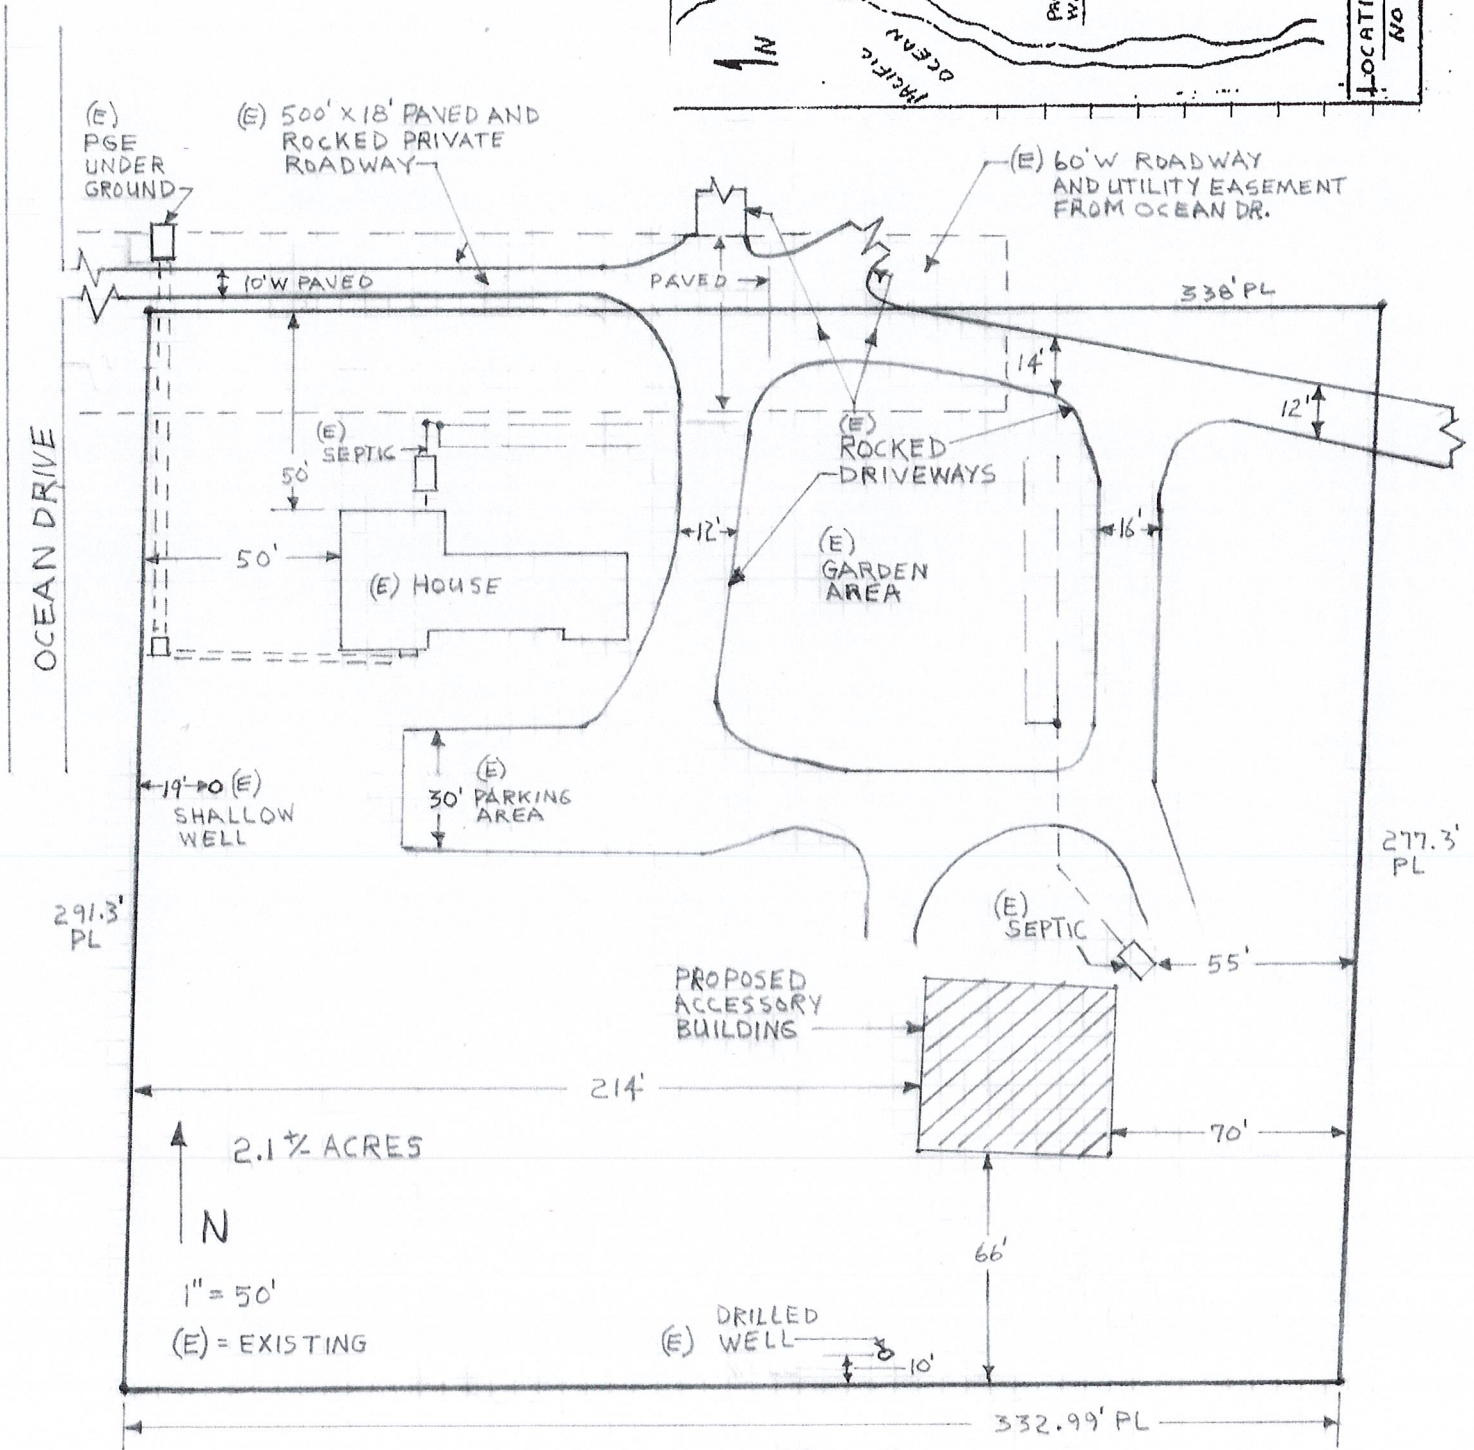 N
PACIFIC
OCEAN
LOCATI
NO
(E)
PGE
UNDER
GROUND
(E) 500' X 18' PAVED AND
ROCKED PRIVATE
ROADWAY
(E) 60'W ROADWAY
AND UTILITY EASEMENT
FROM OCEAN DR.
10'W PAVED
PAVED
338' PL
14'
12'
OCEAN DRIVE
50'
(E)
SEPTIC
(E)
ROCKED
DRIVEWAYS
50'
(E) HOUSE
12'
(E)
GARDEN
AREA
16'
19' (E)
SHALLOW
WELL
30'
(E)
PARKING
AREA
277.3'
PL
291.3'
PL
(E)
SEPTIC
55'
PROPOSED
ACCESSORY
BUILDING
214'
70'
2.1 +/- ACRES
N
66'
1" = 50'
(E) = EXISTING
(E) DRILLED
WELL
10'
332.99' PL